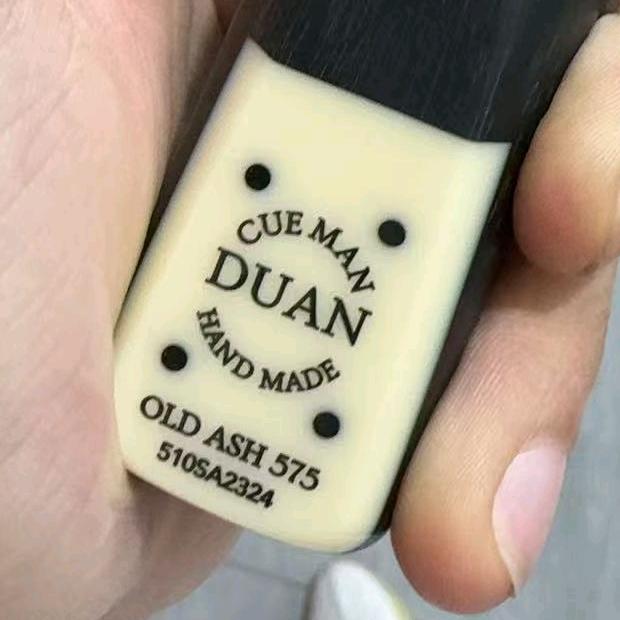 CUE MAN
DUAN
HAND MADE
OLD ASH 575
510SA2324